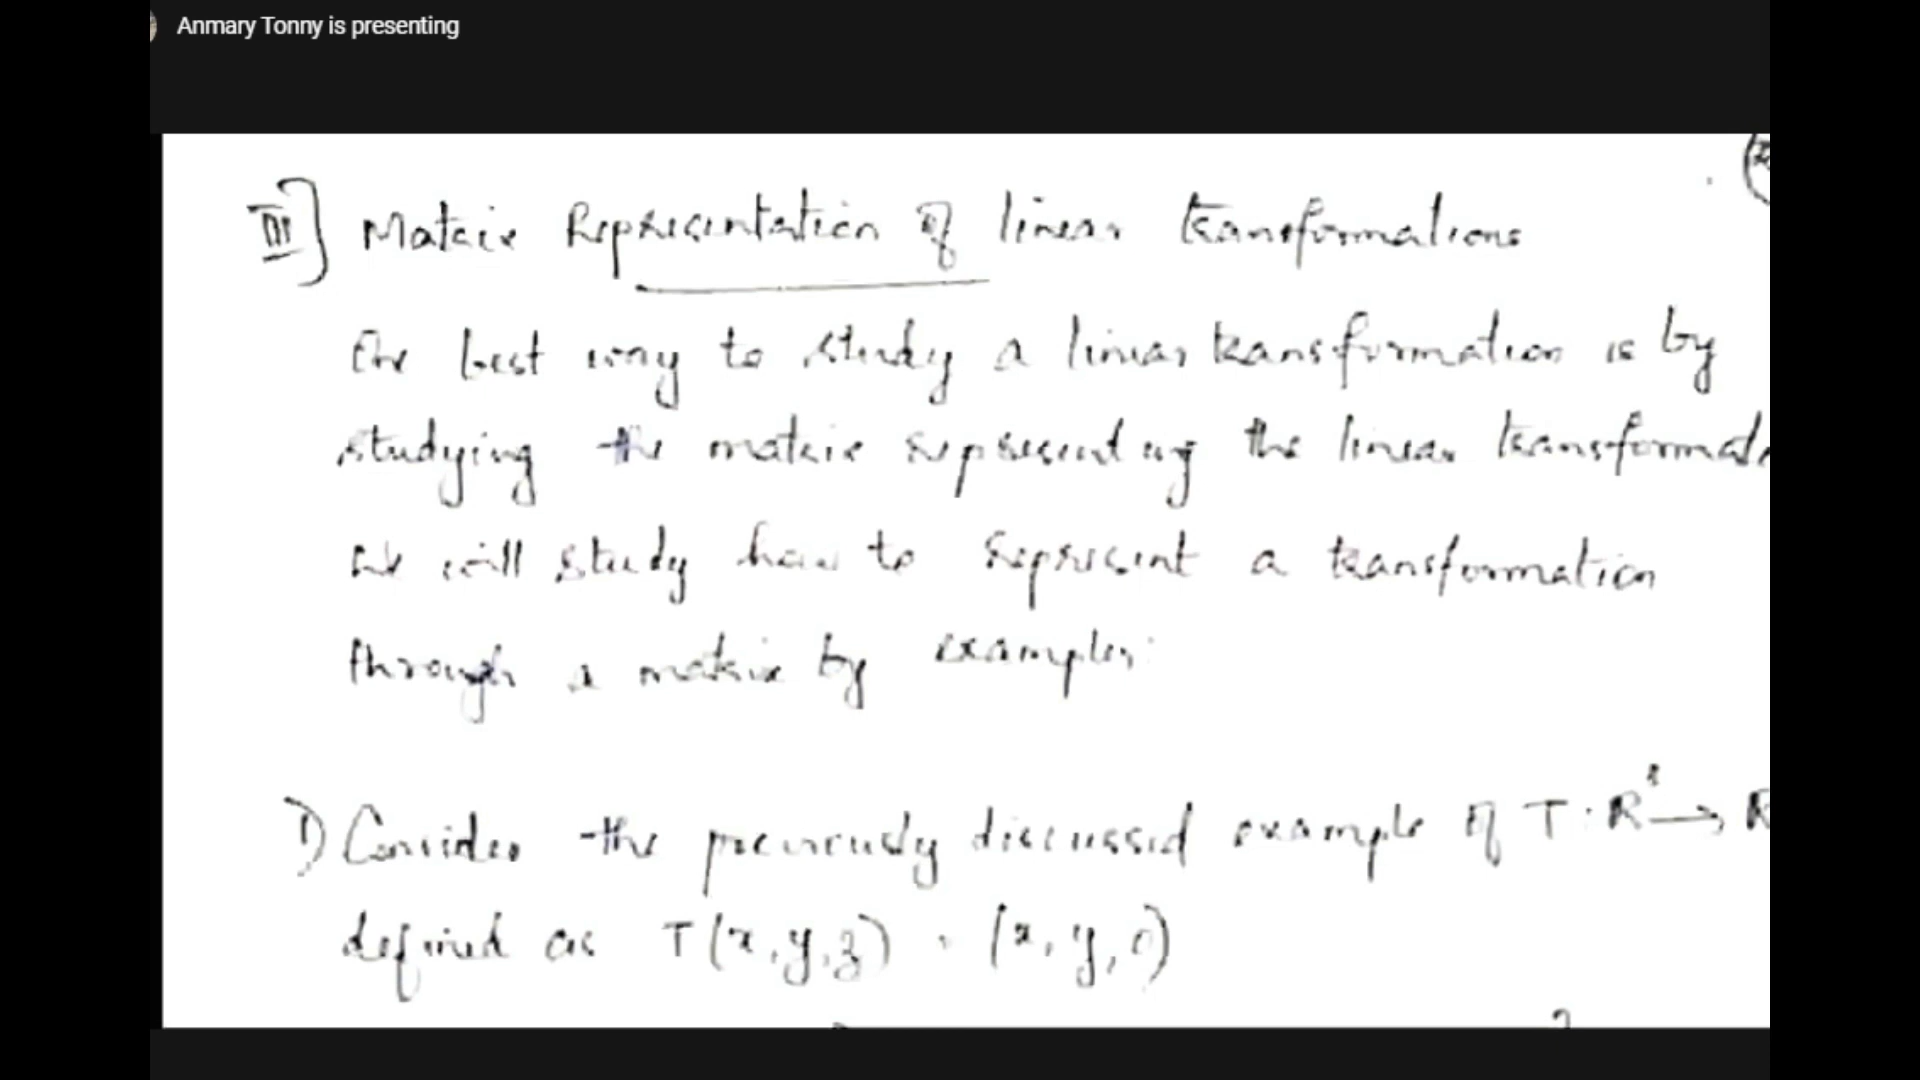 Anmary Tonny is presenting
III] Matrix Representation of linear transformations
The best way to study a linear transformation is by
studying the matrix representing the linear transformat
We will study how to represent a transformation
through a matrix by examples.
1) Consider the previously discussed example of T: R³ → R
defined as T(x, y, z) = (x, y, 0)